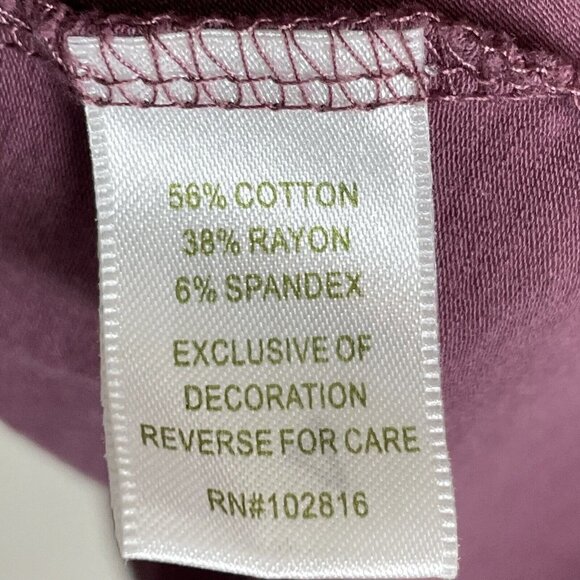 56% COTTON
38% RAYON
6% SPANDEX
EXCLUSIVE OF
DECORATION
REVERSE FOR CARE
RN#102816